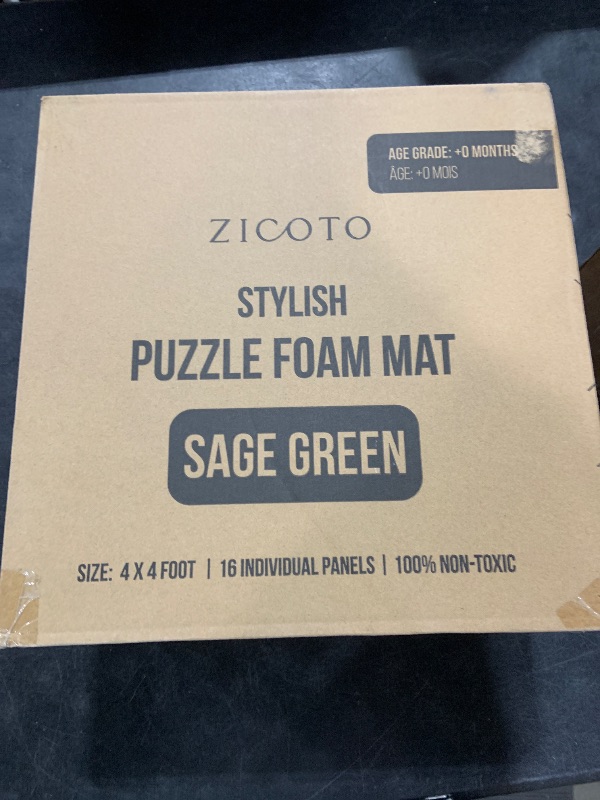 AGE GRADE: +0 MONTHS
ÂGE: +0 MOIS
ZICOTO
STYLISH
PUZZLE FOAM MAT
SAGE GREEN
SIZE: 4 X 4 FOOT | 16 INDIVIDUAL PANELS | 100% NON-TOXIC